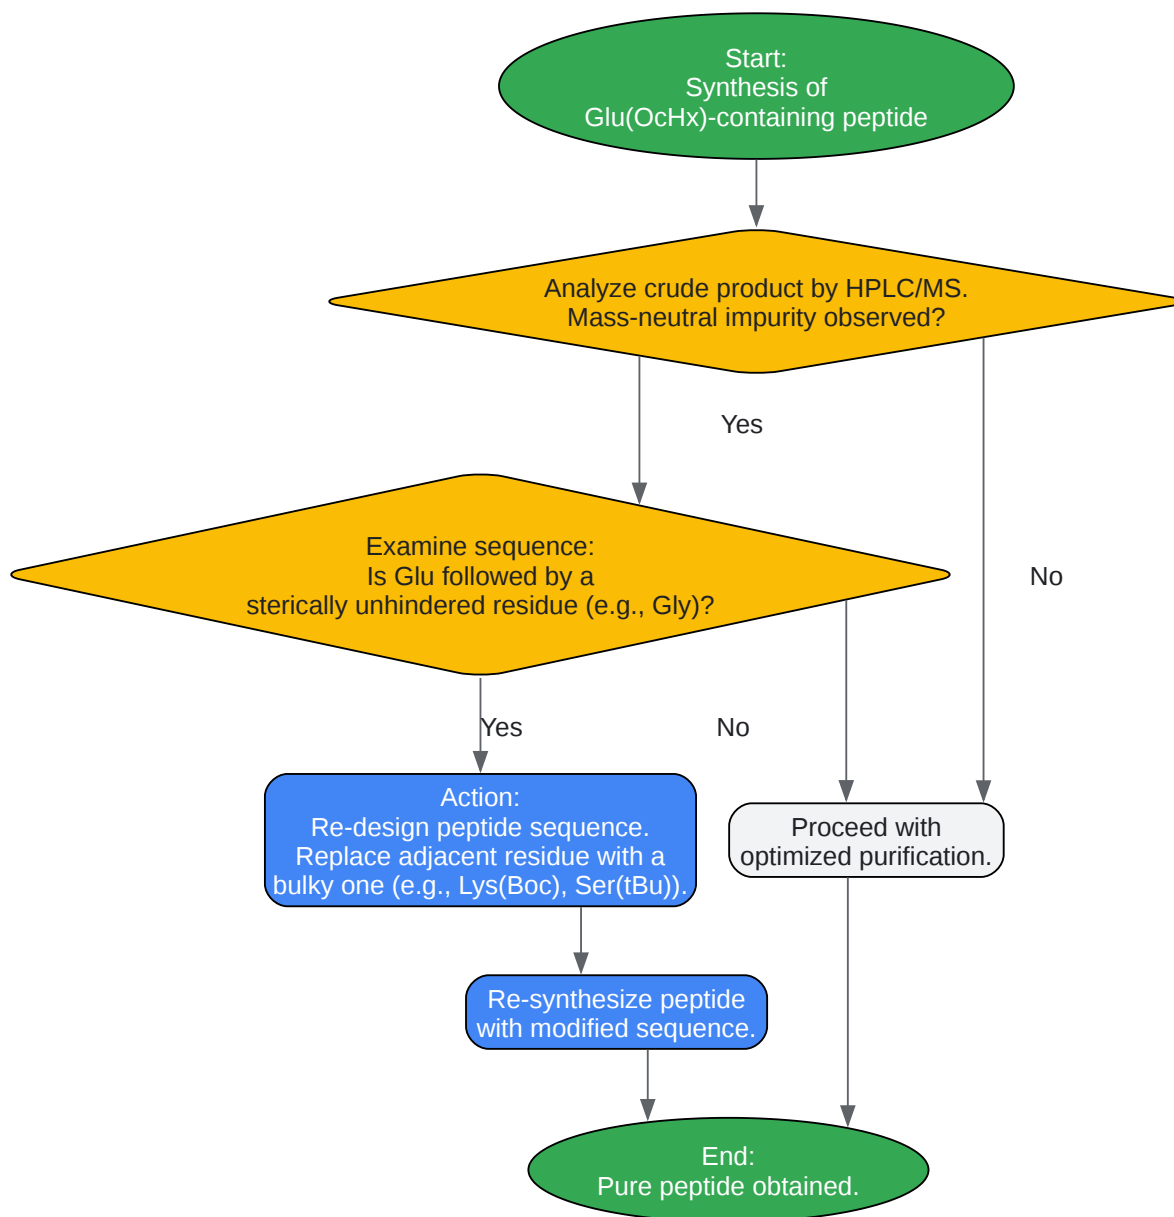 Start:
Synthesis of
Glu(OcHx)-containing peptide
Analyze crude product by HPLC/MS.
Mass-neutral impurity observed?
Yes
No
Examine sequence:
Is Glu followed by a
sterically unhindered residue (e.g., Gly)?
Yes
No
Action:
Re-design peptide sequence.
Replace adjacent residue with a
bulky one (e.g., Lys(Boc), Ser(tBu)).
Proceed with
optimized purification.
Re-synthesize peptide
with modified sequence.
End:
Pure peptide obtained.